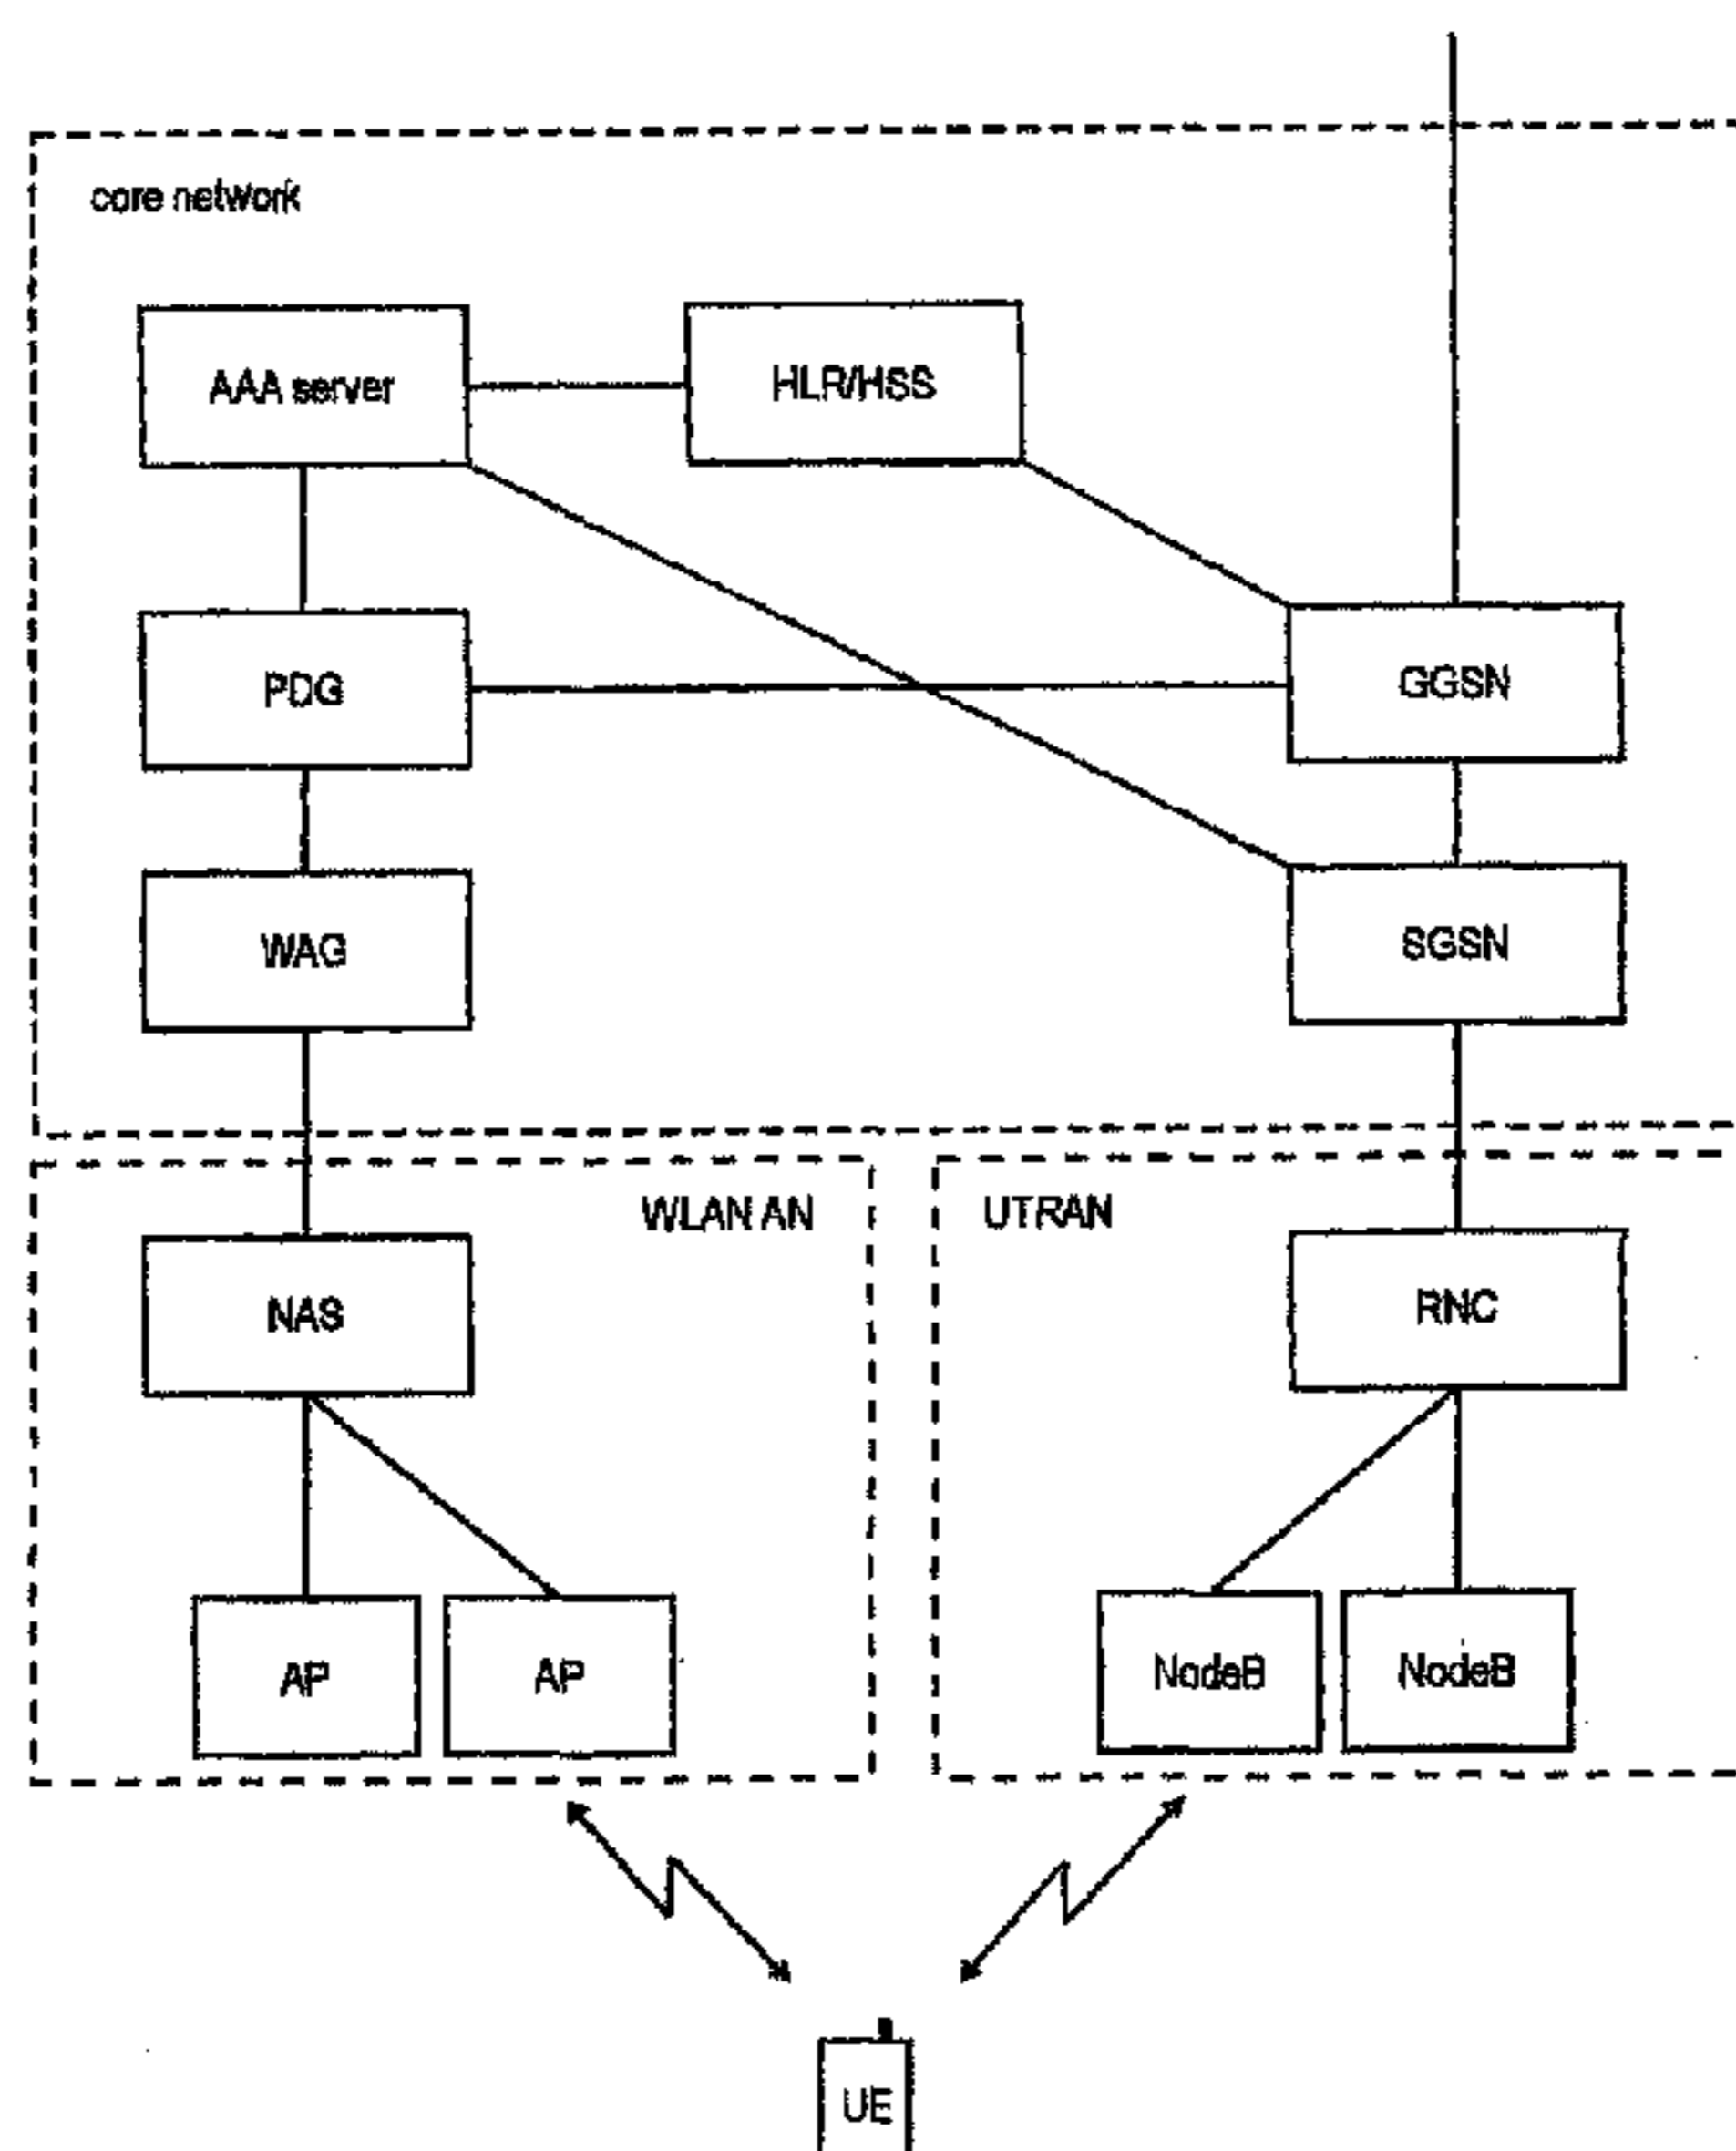 core network
AAA server
HLR/HSS
PDG
GGSN
WAG
SGSN
WLAN AN
UTRAN
NAS
RNC
AP
AP
NodeB
NodeB
UE